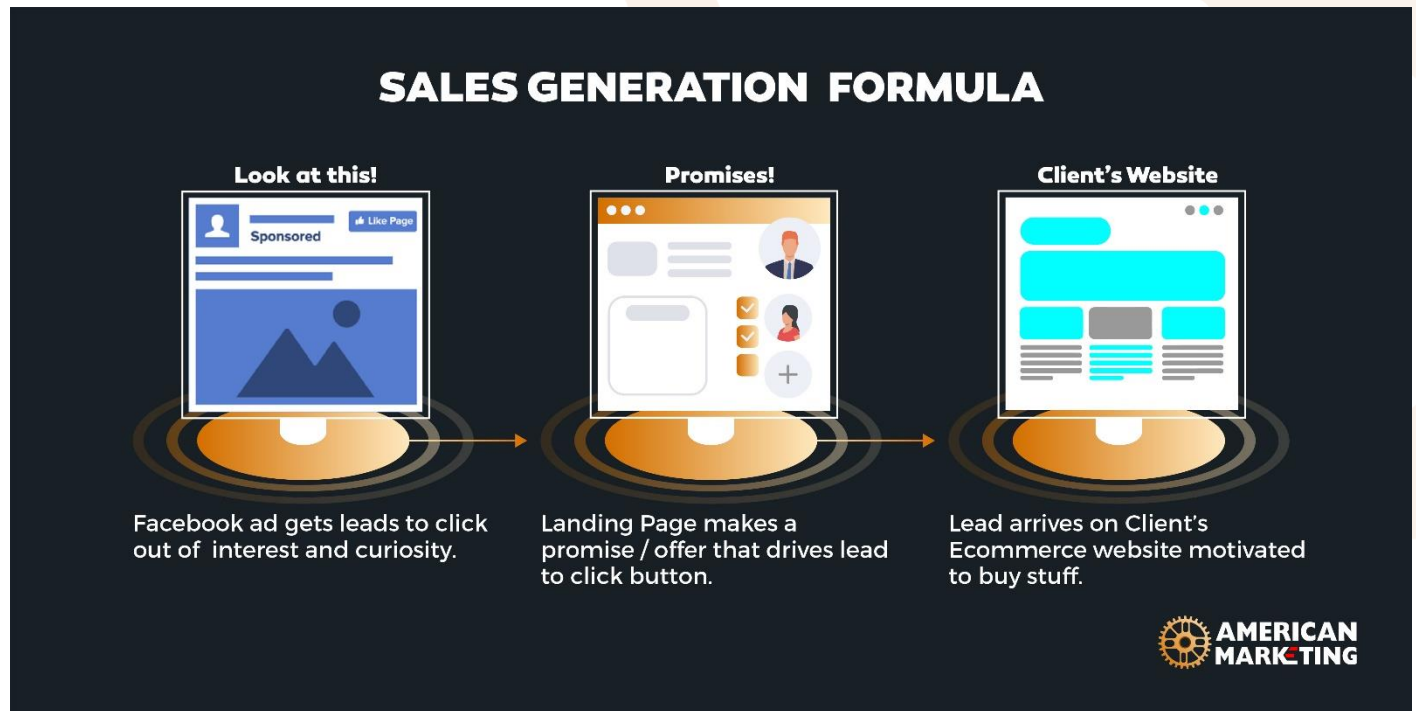 SALES GENERATION FORMULA
Look at this!
Sponsored
Like Page
Facebook ad gets leads to click
out of interest and curiosity.
Promises!
Landing Page makes a
promise / offer that drives lead
to click button.
Client's Website
Lead arrives on Client's
Ecommerce website motivated
to buy stuff.
AMERICAN
MARKETING